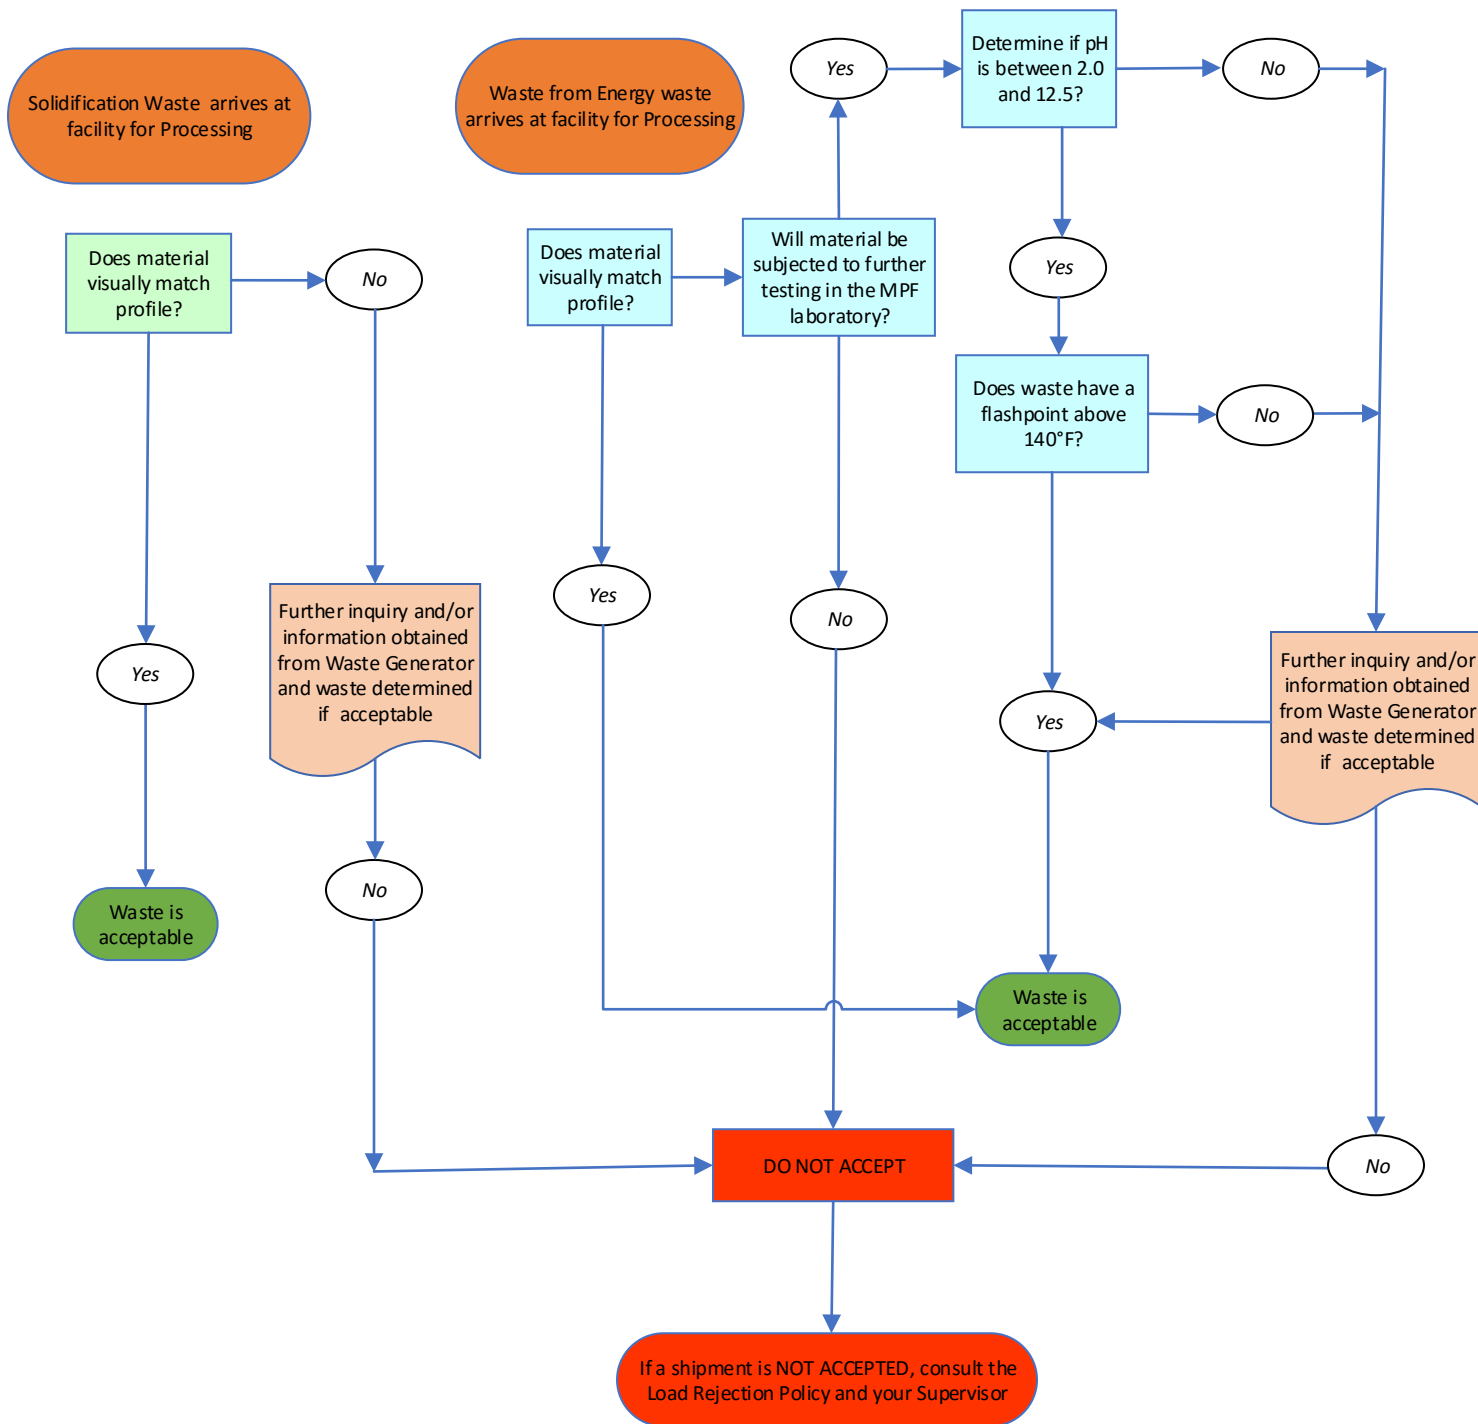 Solidification Waste arrives at
facility for Processing
Waste from Energy waste
arrives at facility for Processing
Yes
Determine if pH
is between 2.0
and 12.5?
No
Does material
visually match
profile?
No
Does material
visually match
profile?
Will material be
subjected to further
testing in the MPF
laboratory?
Yes
Does waste have a
flashpoint above
140°F?
No
Further inquiry and/or
information obtained
from Waste Generator
and waste determined
if acceptable
Yes
No
Yes
Yes
Further inquiry and/or
information obtained
from Waste Generator
and waste determined
if acceptable
No
Waste is
acceptable
Waste is
acceptable
DO NOT ACCEPT
No
If a shipment is NOT ACCEPTED, consult the
Load Rejection Policy and your Supervisor